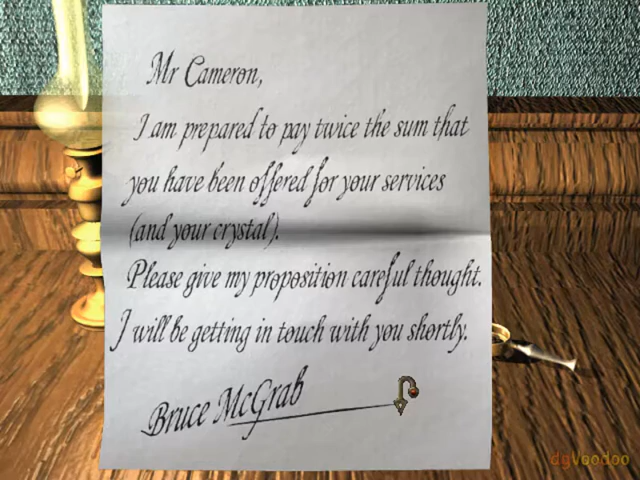 Mr Cameron,
I am prepared to pay twice the sum that
you have been offered for your services
(and your crystal).
Please give my proposition careful thought.
I will be getting in touch with you shortly.
Bruce McGrab
dgVoodoo